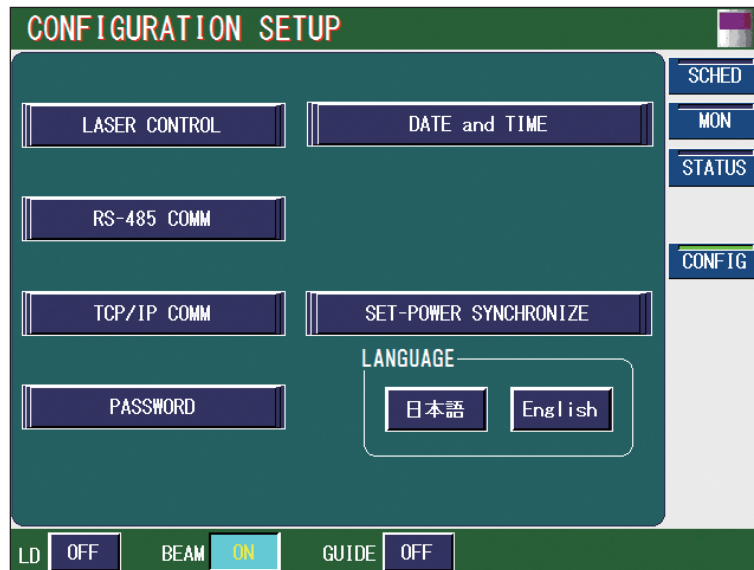 CONFIGURATION SETUP
SCHED
LASER CONTROL DATE and TIME MON
STATUS
RS-485 COMM
CONFIG
TCP/IP COMM SET-POWER SYNCHRONIZE
LANGUAGE
PASSWORD 日本語 English
LD OFF BEAM ON GUIDE OFF